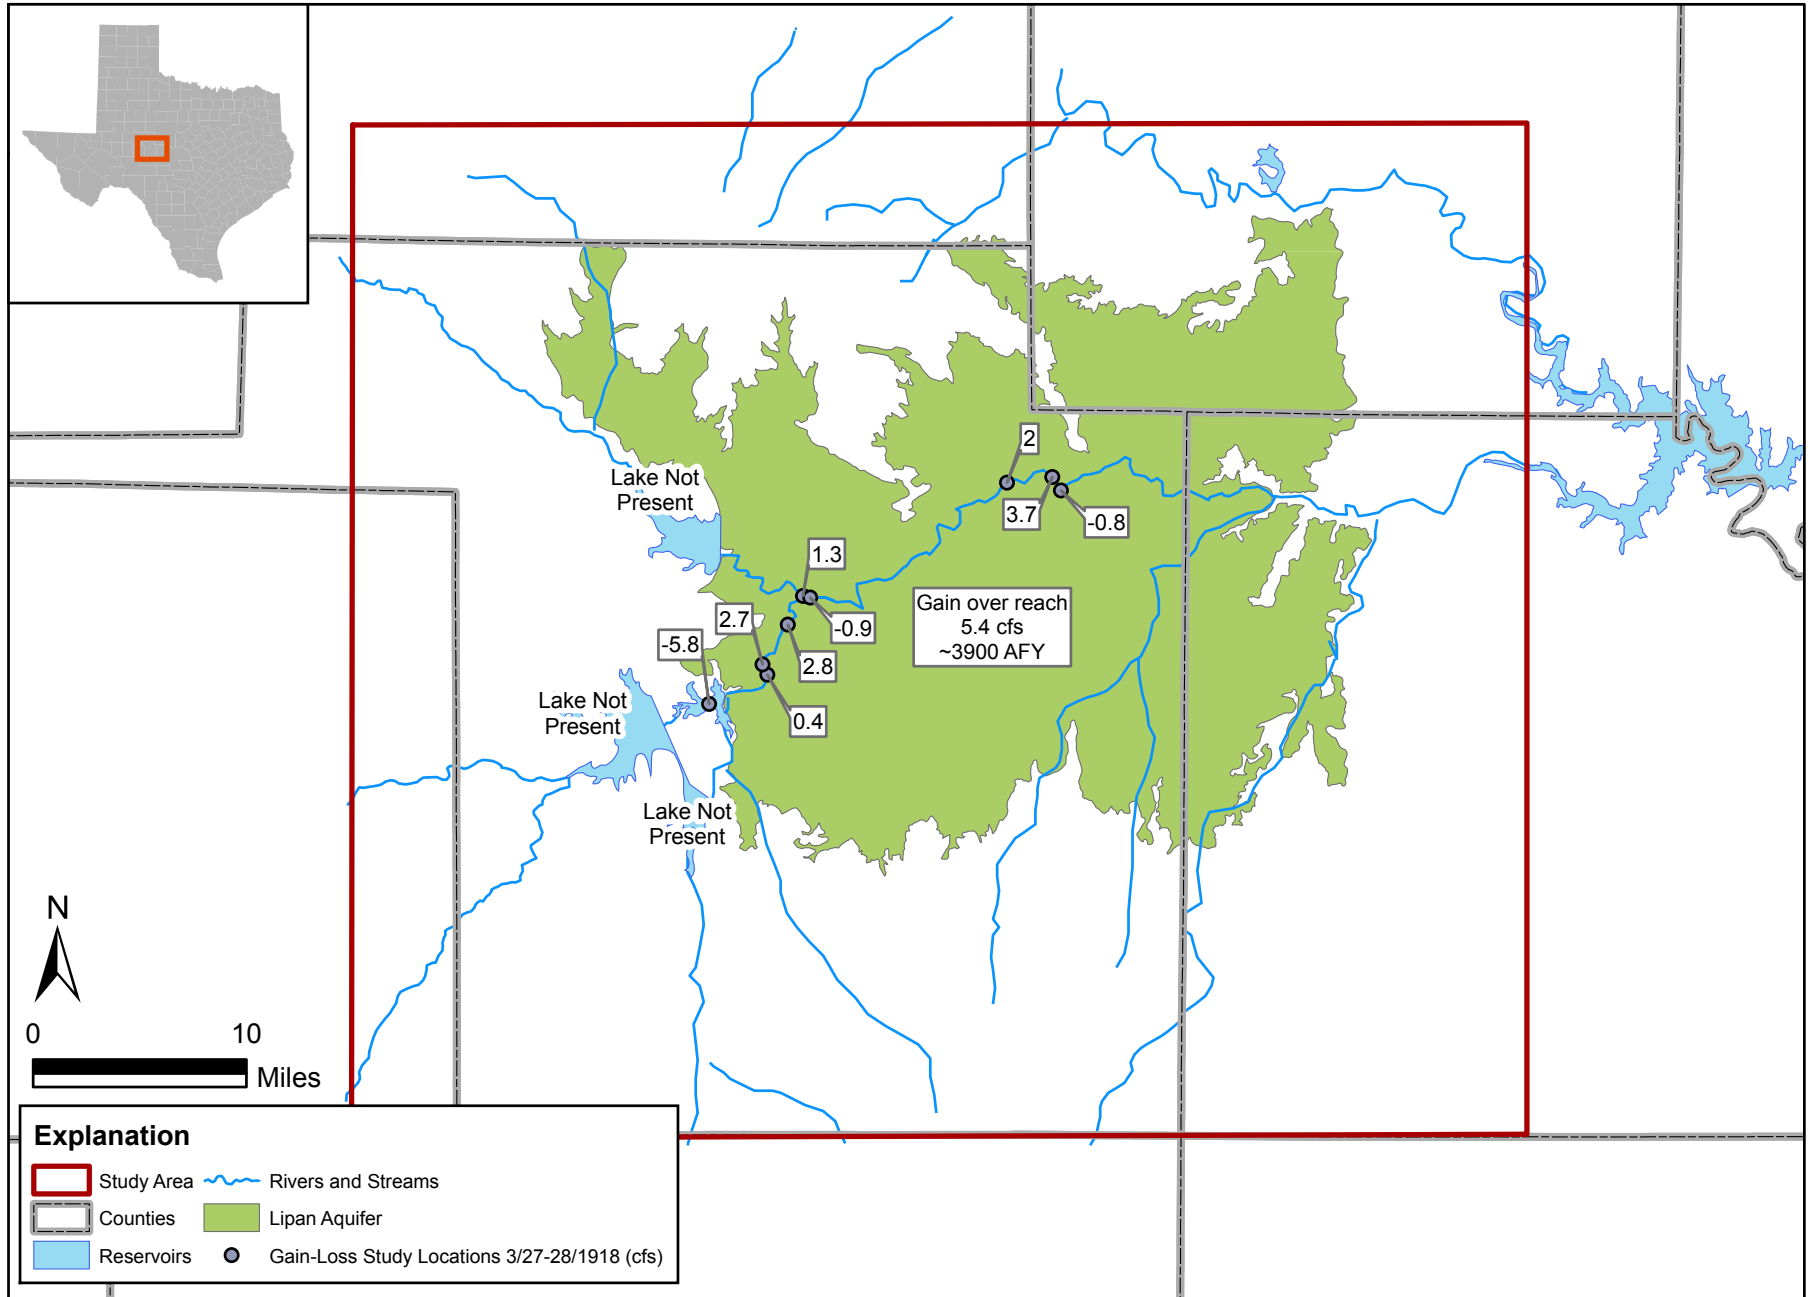 2
3.7
-0.8
Lake Not
Present
1.3
-0.9
2.7
2.8
-5.8
0.4
Gain over reach
5.4 cfs
~3900 AFY
Lake Not
Present
Lake Not
Present
N
0 10
Miles
Explanation
Study Area Rivers and Streams
Counties Lipan Aquifer
Reservoirs Gain-Loss Study Locations 3/27-28/1918 (cfs)